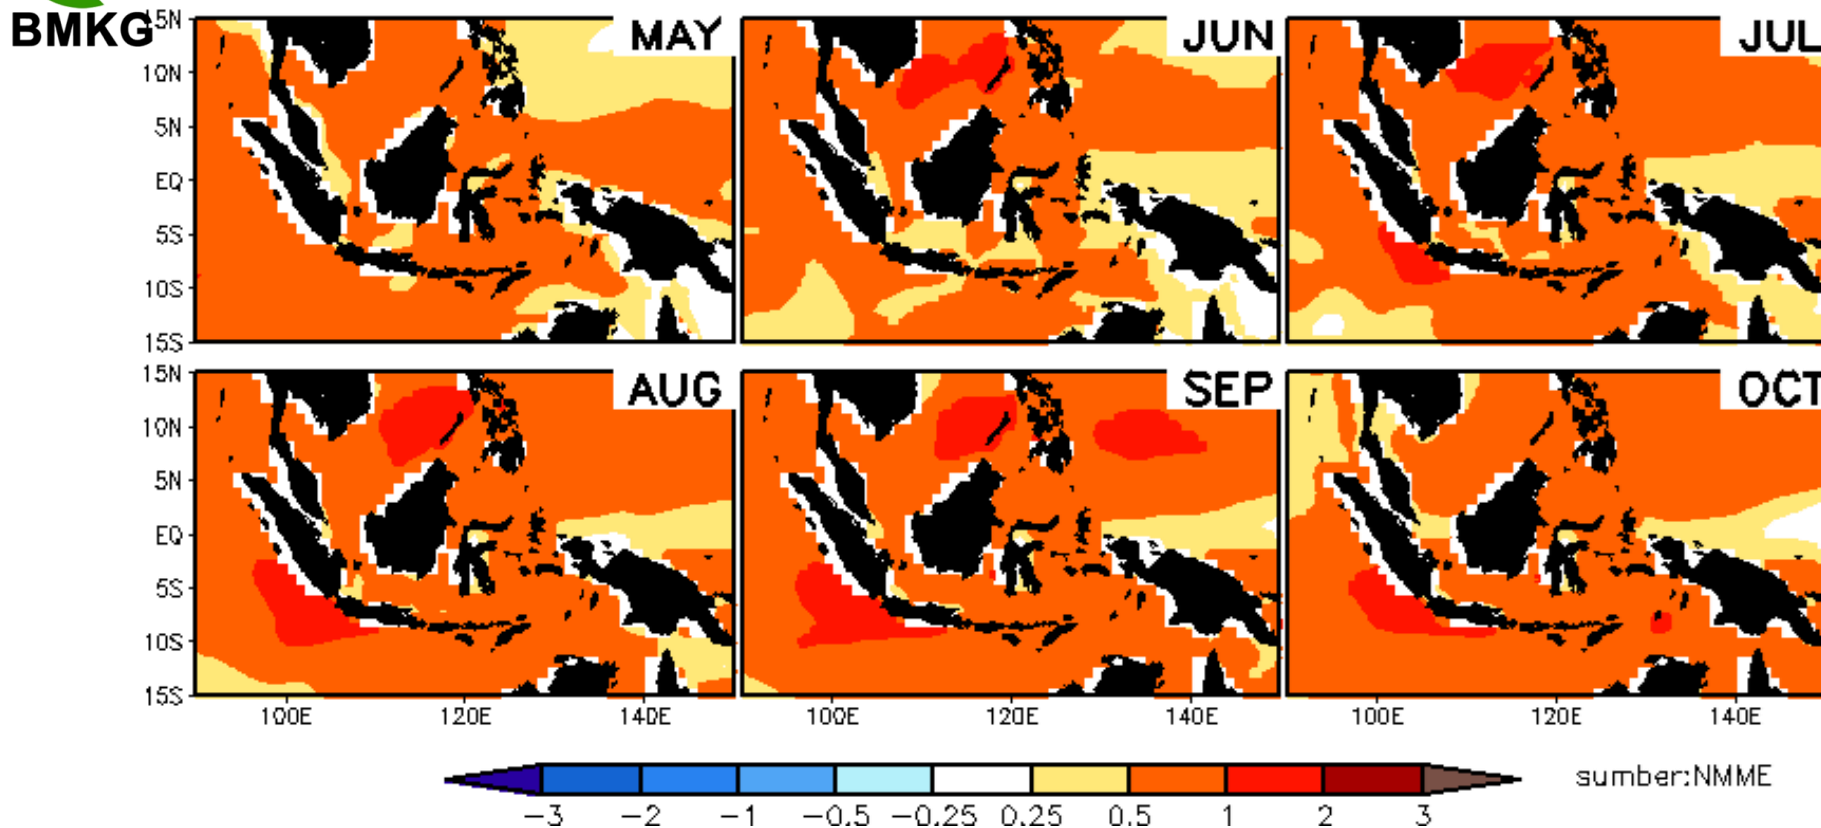 BMKG
15N
10N
5N
EQ
5S
10S
15S
MAY
JUN
JUL
15N
10N
5N
EQ
5S
10S
15S
AUG
SEP
OCT
100E 120E 140E 100E 120E 140E 100E 120E 140E
-3 -2 -1 -0.5 -0.25 0.25 0.5 1 2 3
sumber:NMME